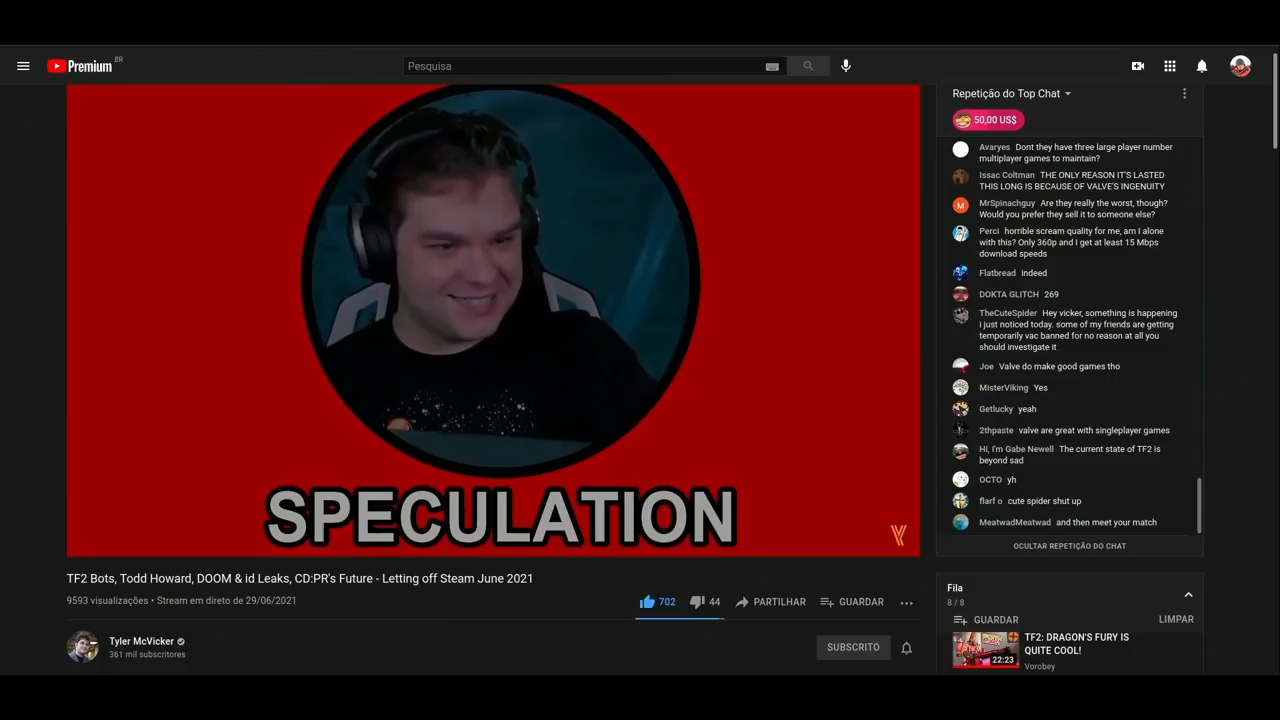 Premium BR
Pesquisa
Repetição do Top Chat
50,00 US$
Avaryes Dont they have three large player number
multiplayer games to maintain?
Issac Coltman THE ONLY REASON IT'S LASTED
THIS LONG IS BECAUSE OF VALVE'S INGENUITY
M
MrSpinachguy Are they really the worst, though?
Would you prefer they sell it to someone else?
Perci horrible scream quality for me, am I alone
with this? Only 360p and I get at least 15 Mbps
download speeds
Flatbread indeed
DOKTA GLITCH 269
TheCuteSpider Hey vicker, something is happening
i just noticed today. some of my friends are getting
temporarily vac banned for no reason at all you
should investigate it
Joe Valve do make good games tho
MisterViking Yes
Getlucky yeah
2thpaste valve are great with singleplayer games
Hi, I'm Gabe Newell The current state of TF2 is
beyond sad
OCTO yh
flarf o cute spider shut up
MeatwadMeatwad and then meet your match
OCULTAR REPETIÇÃO DO CHAT
SPECULATION
TF2 Bots, Todd Howard, DOOM & id Leaks, CD:PR's Future - Letting off Steam June 2021
9593 visualizações • Stream em direto de 29/06/2021
702
44
PARTILHAR
GUARDAR
Tyler McVicker
361 mil subscritores
SUBSCRITO
Fila
8 / 8
GUARDAR
LIMPAR
22:23
TF2: DRAGON'S FURY IS
QUITE COOL!
Vorobey